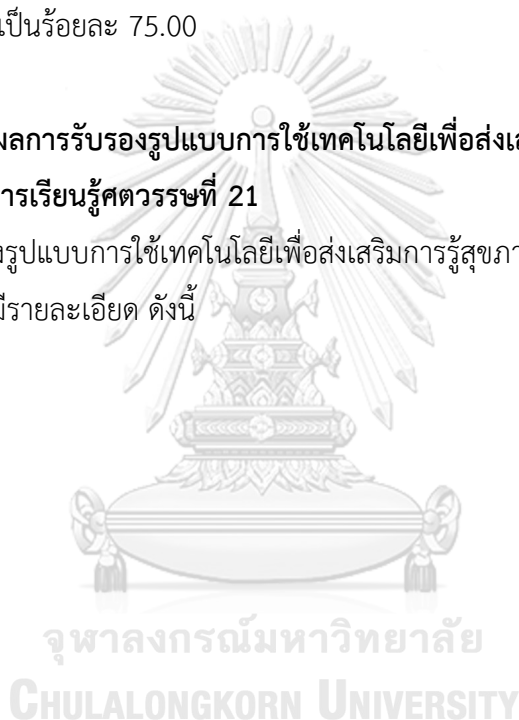 เป็นร้อยละ 75.00
ผลการรับรองรูปแบบการใช้เทคโนโลยีเพื่อส่งเส
การเรียนรู้ศตวรรษที่ 21
งรูปแบบการใช้เทคโนโลยีเพื่อส่งเสริมการรู้สุขภา
มีรายละเอียด ดังนี้
จุฬาลงกรณ์มหาวิทยาลัย
CHULALONGKORN UNIVERSITY